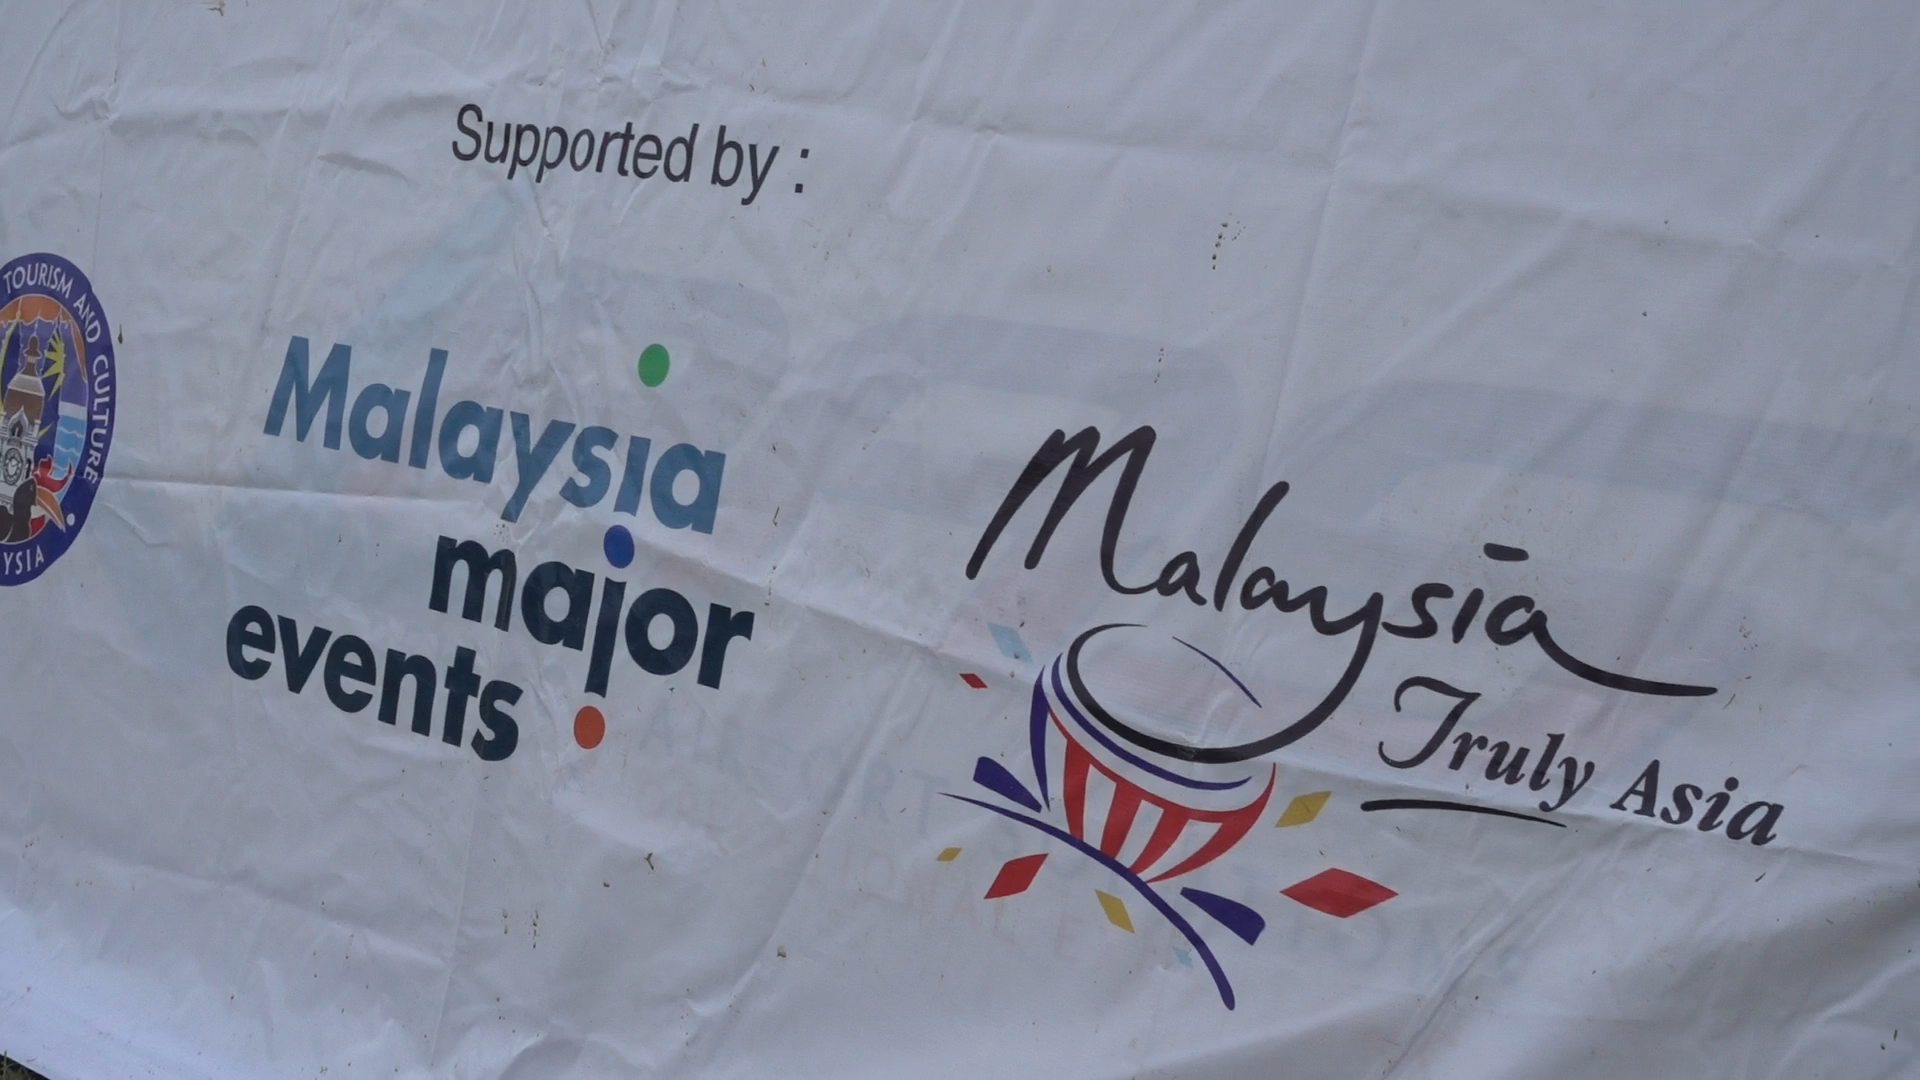 Supported by :
TOURISM AND CULTURE
YSIA
Malaysia
major
events
Malaysia
Truly Asia